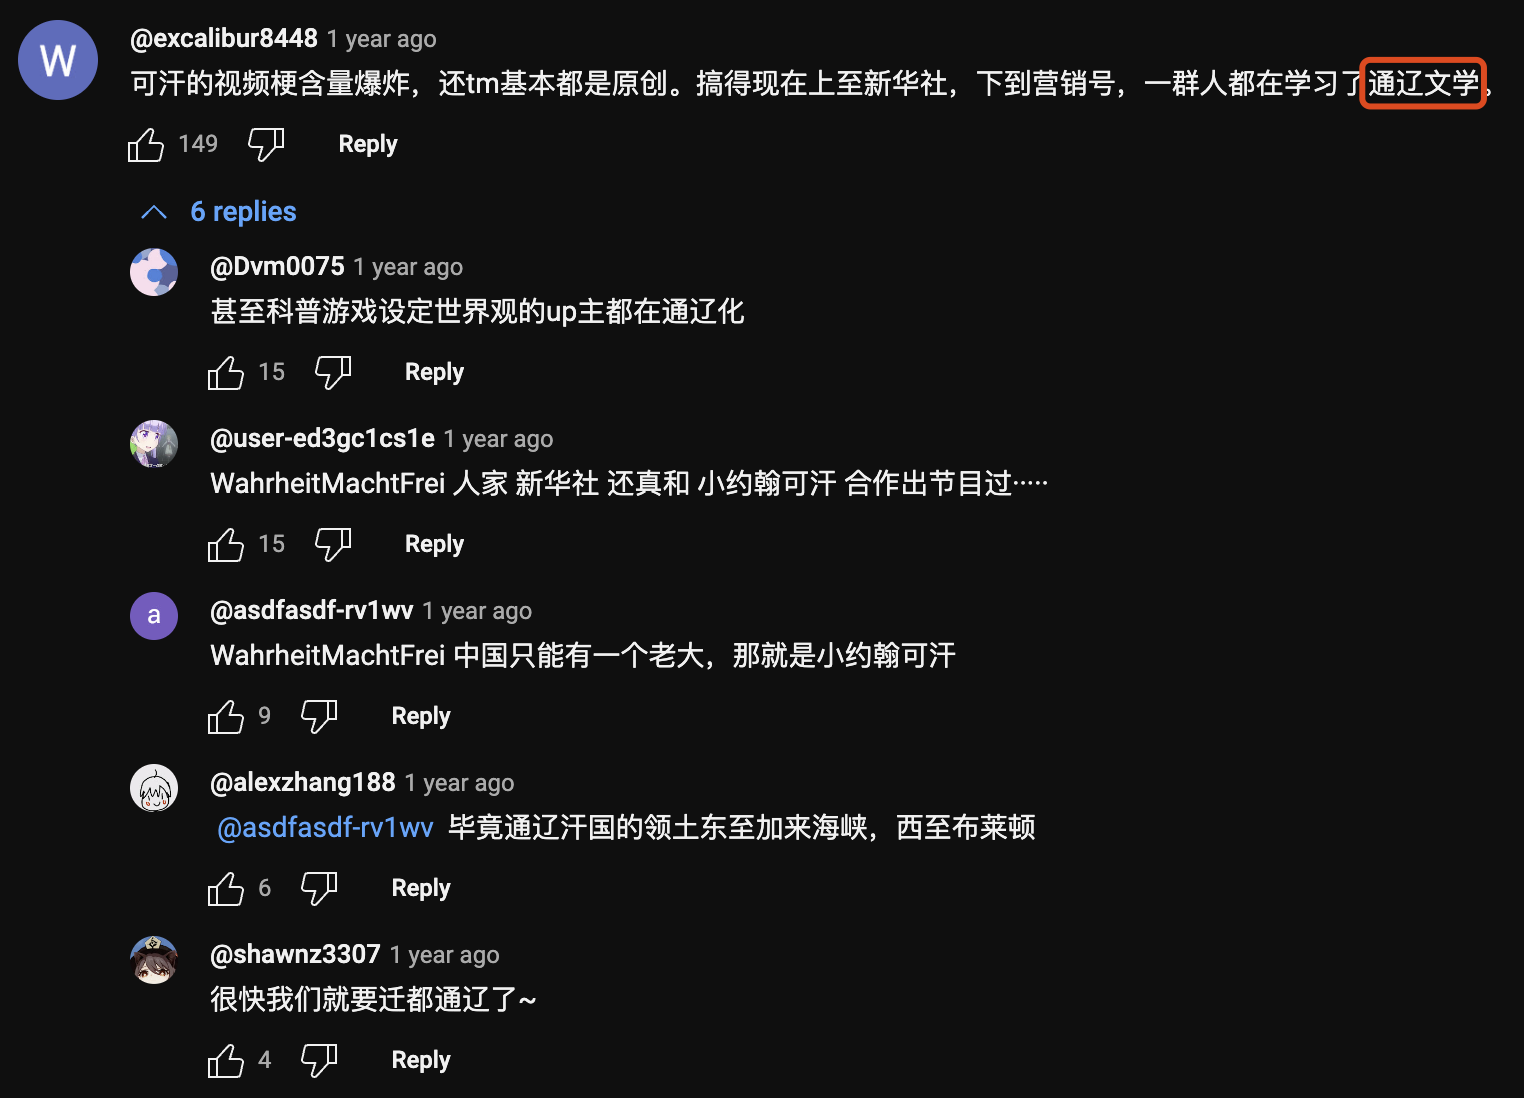 W
@excalibur8448 1 year ago
可汗的视频梗含量爆炸，还tm基本都是原创。搞得现在上至新华社，下到营销号，一群人都在学习了通辽文学。
149 Reply
6 replies
@Dvm0075 1 year ago
甚至科普游戏设定世界观的up主都在通辽化
15 Reply
@user-ed3gc1cs1e 1 year ago
WahrheitMachtFrei 人家 新华社 还真和 小约翰可汗 合作出节目过·····
15 Reply
a
@asdfasdf-rv1wv 1 year ago
WahrheitMachtFrei 中国只能有一个老大，那就是小约翰可汗
9 Reply
@alexzhang188 1 year ago
@asdfasdf-rv1wv 毕竟通辽汗国的领土东至加来海峡，西至布莱顿
6 Reply
@shawnz3307 1 year ago
很快我们就要迁都通辽了~
4 Reply